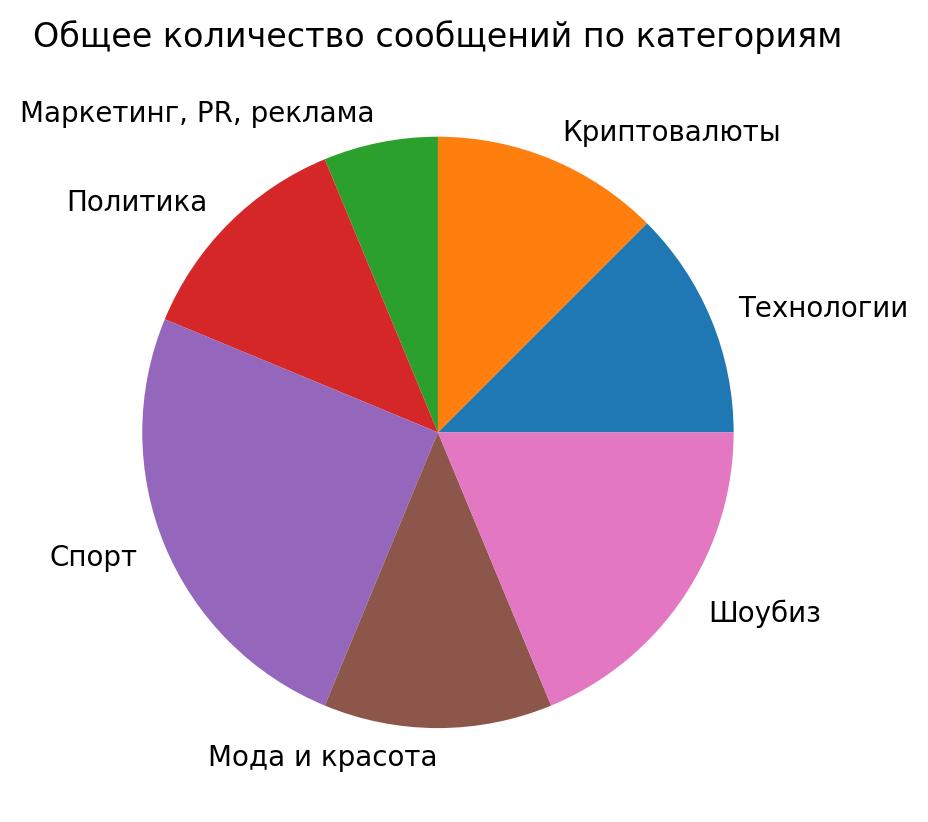 Общее количество сообщений по категориям
Маркетинг, PR, реклама
Криптовалюты
Политика
Технологии
Спорт
Шоубиз
Мода и красота